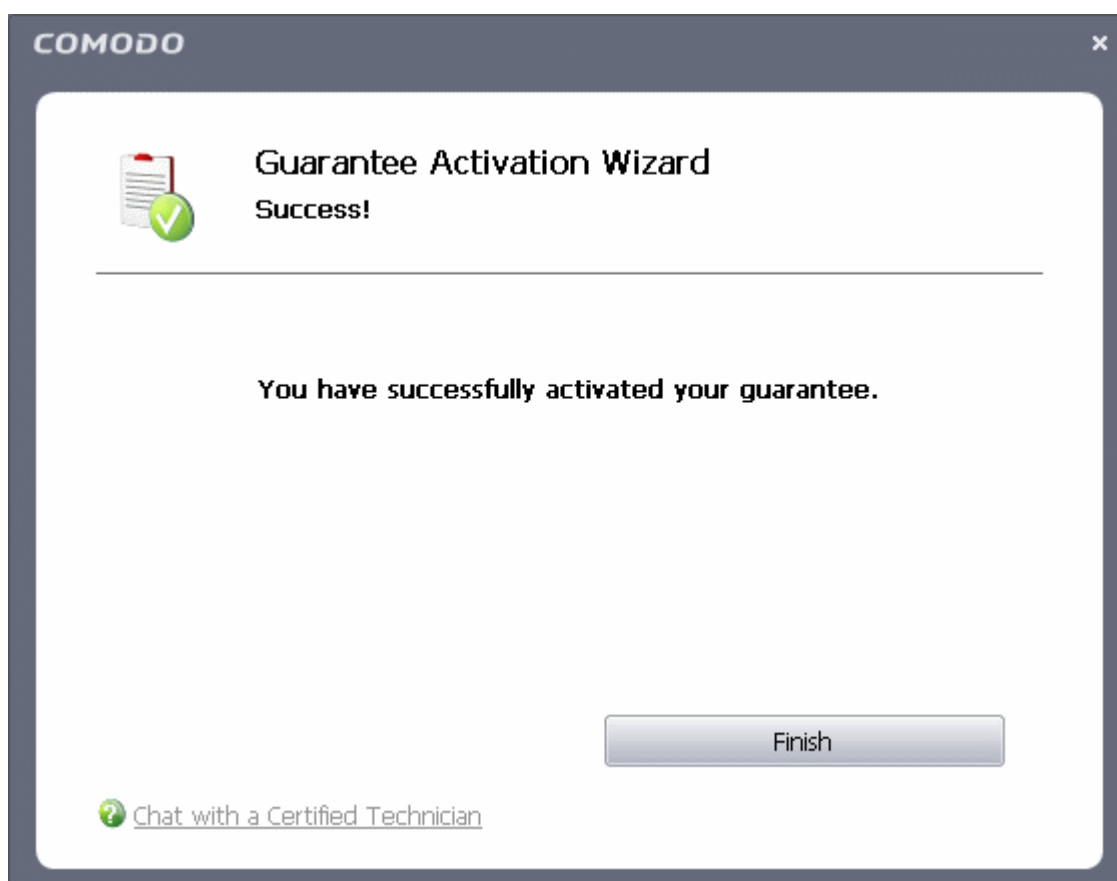 COMODO
Guarantee Activation Wizard
Success!
You have successfully activated your guarantee.
Finish
Chat with a Certified Technician